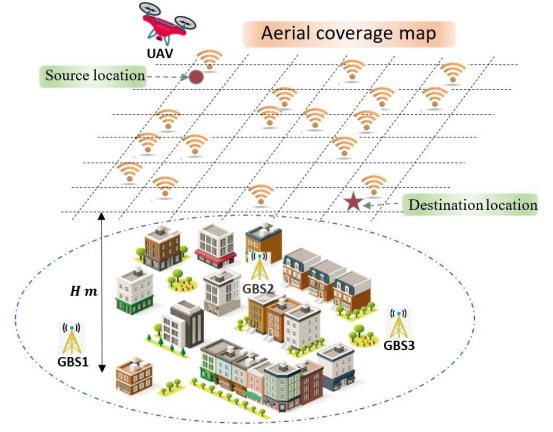 Aerial coverage map
UAV
Source location
Destination location
H m
GBS2
GBS1
GBS3